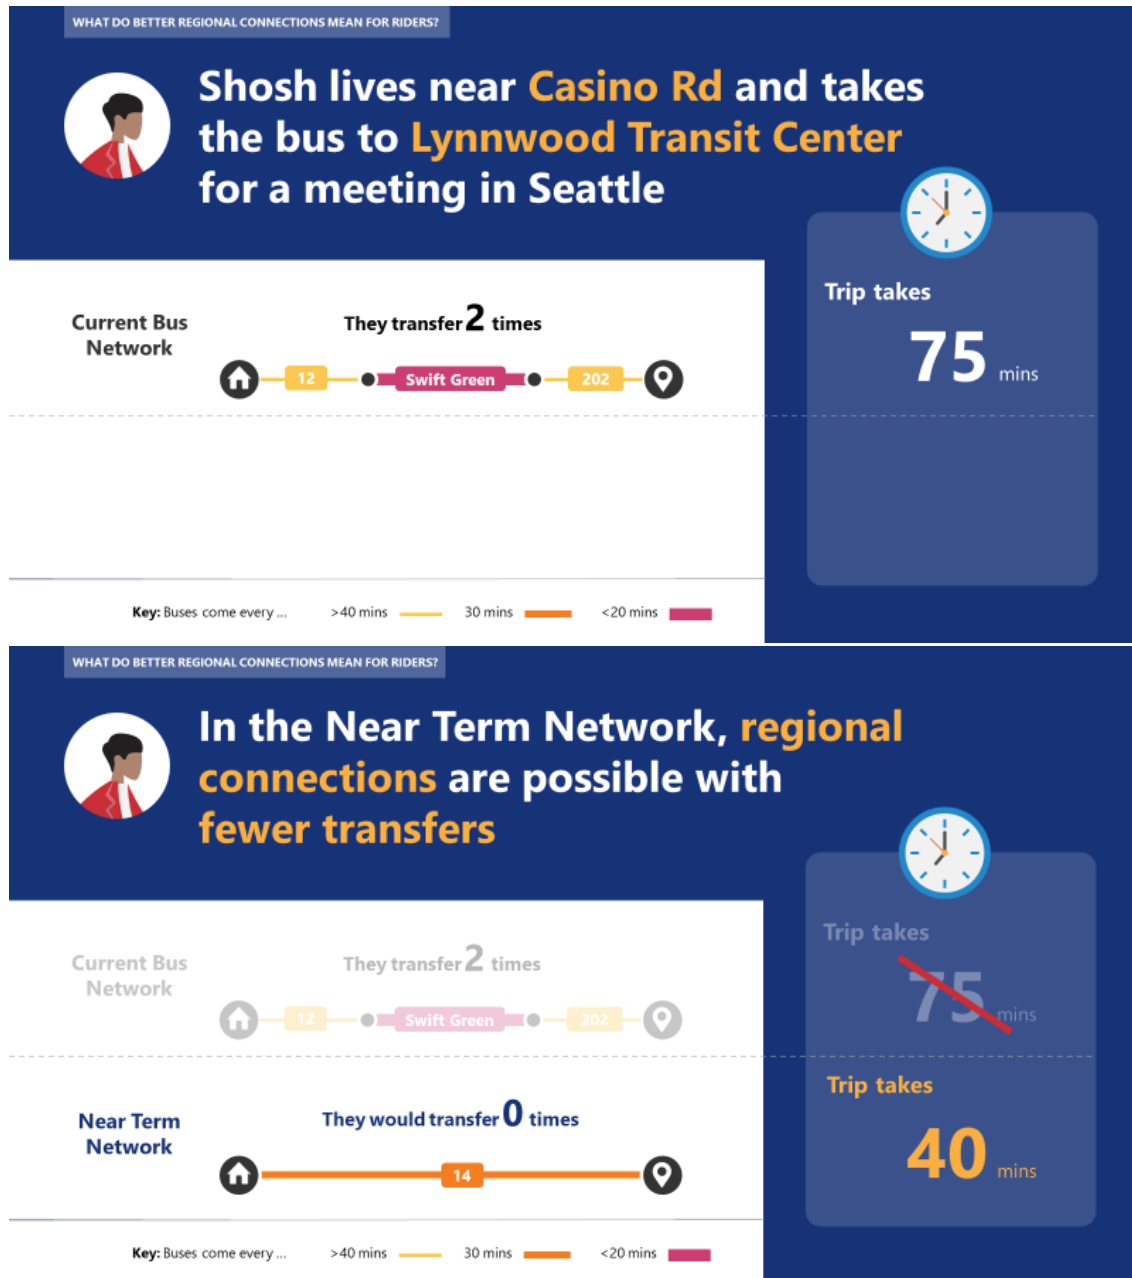 WHAT DO BETTER REGIONAL CONNECTIONS MEAN FOR RIDERS?
Shosh lives near Casino Rd and takes
the bus to Lynnwood Transit Center
for a meeting in Seattle
Trip takes
75 mins
Current Bus
Network
They transfer 2 times
12
Swift Green
202
Key: Buses come every ...
>40 mins
30 mins
<20 mins
WHAT DO BETTER REGIONAL CONNECTIONS MEAN FOR RIDERS?
In the Near Term Network, regional
connections are possible with
fewer transfers
Trip takes
75 mins
Current Bus
Network
They transfer 2 times
12
Swift Green
202
Trip takes
40 mins
Near Term
Network
They would transfer 0 times
14
Key: Buses come every ...
>40 mins
30 mins
<20 mins